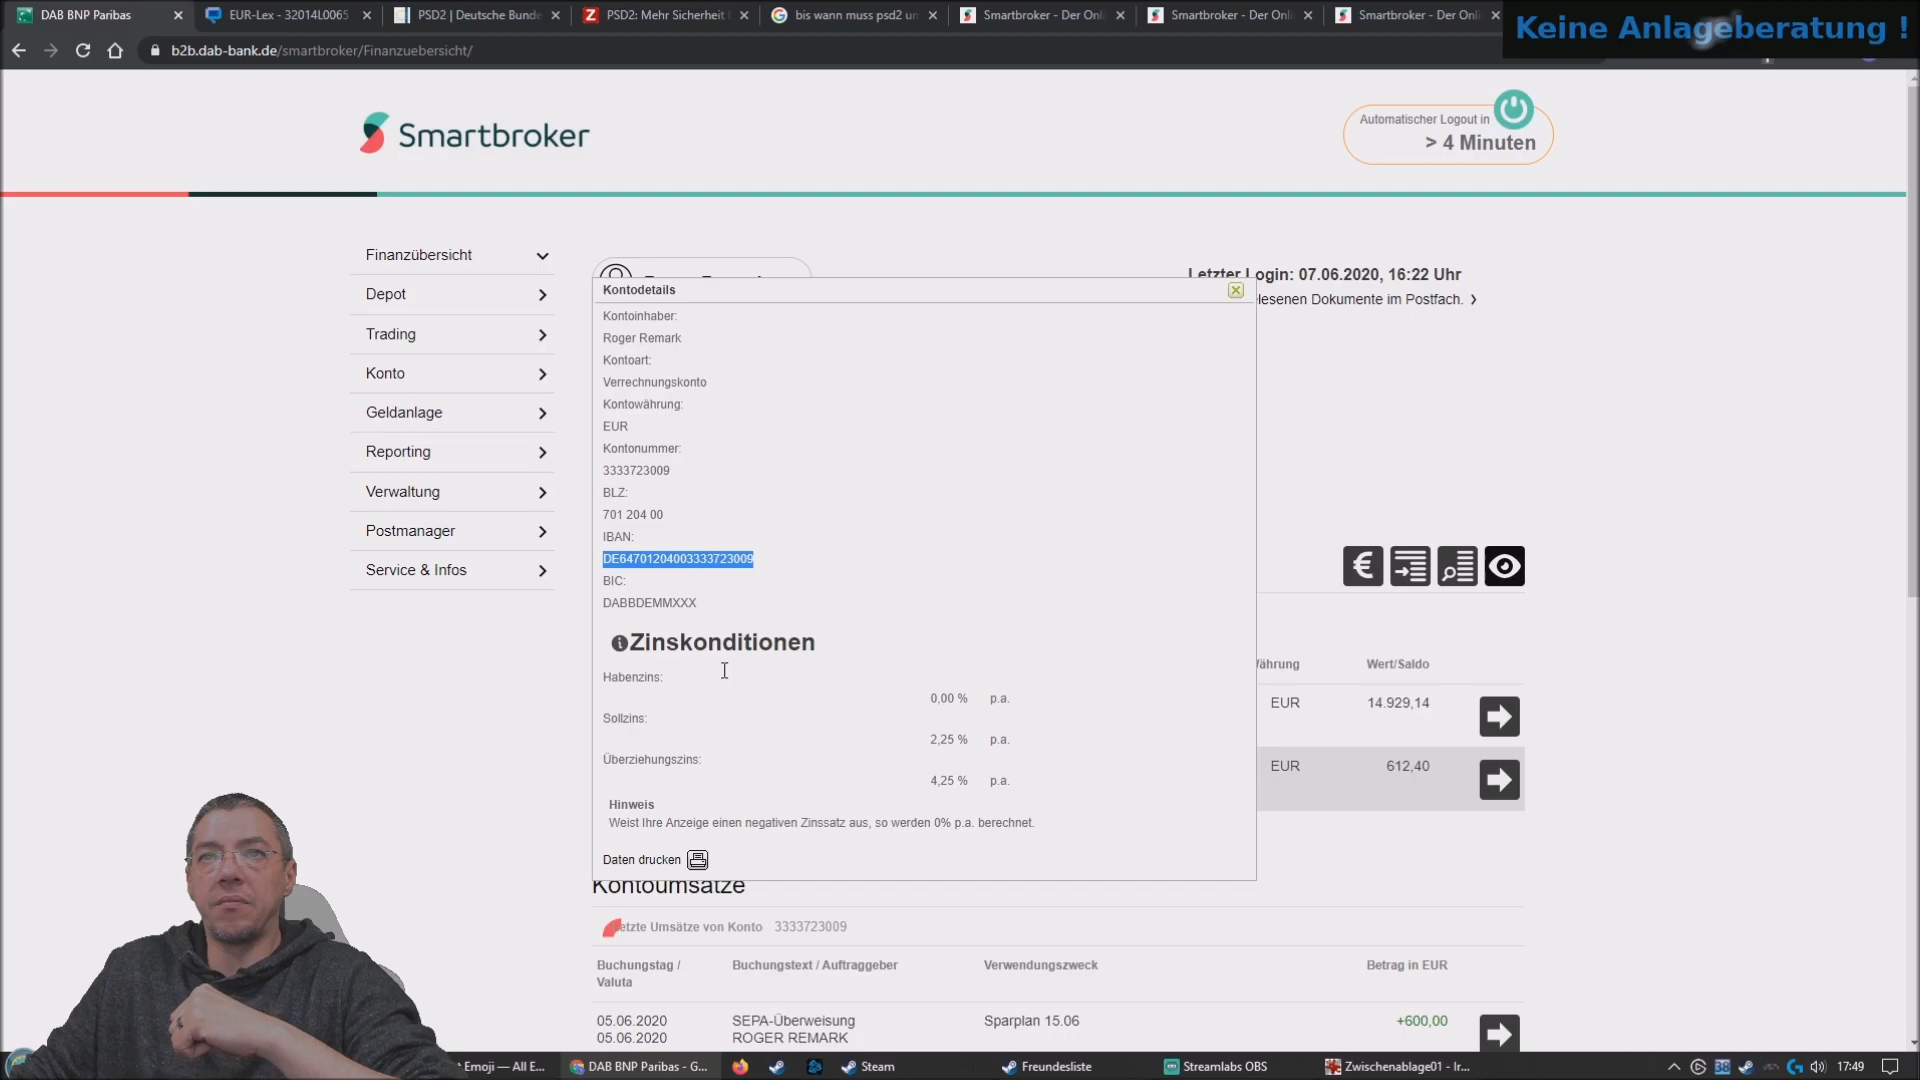 DAB BNP Paribas
EUR-Lex - 32014L0065
PSD2 | Deutsche Bunde
PSD2: Mehr Sicherheit
bis wann muss psd2 um
Smartbroker - Der Onl
Smartbroker - Der Onl
Smartbroker - Der Onl
Keine Anlageberatung !
b2b.dab-bank.de/smartbroker/Finanzuebersicht/
Smartbroker
Automatischer Logout in
> 4 Minuten
Finanzübersicht
Depot
Trading
Konto
Geldanlage
Reporting
Verwaltung
Postmanager
Service & Infos
Letzter Login: 07.06.2020, 16:22 Uhr
lesenen Dokumente im Postfach.
Kontodetails
Kontoinhaber:
Roger Remark
Kontoart:
Verrechnungskonto
Kontowährung:
EUR
Kontonummer:
3333723009
BLZ:
701 204 00
IBAN:
DE64701204003333723009
BIC:
DABBDEMMXXX
Zinskonditionen
Habenzins:
0,00 % p.a.
Sollzins:
2,25 % p.a.
Überziehungszins:
4,25 % p.a.
Hinweis
Weist Ihre Anzeige einen negativen Zinssatz aus, so werden 0% p.a. berechnet.
Daten drucken
Währung Wert/Saldo
EUR 14.929,14
EUR 612,40
Kontoumsätze
Letzte Umsätze von Konto 3333723009
Buchungstag / Valuta
Buchungstext / Auftraggeber
Verwendungszweck
Betrag in EUR
05.06.2020
05.06.2020
SEPA-Überweisung
ROGER REMARK
Sparplan 15.06
+600,00
Emoji — All E...
DAB BNP Paribas - G...
Steam
Freundesliste
Streamlabs OBS
Zwischenablage01 - Ir...
38
17:49